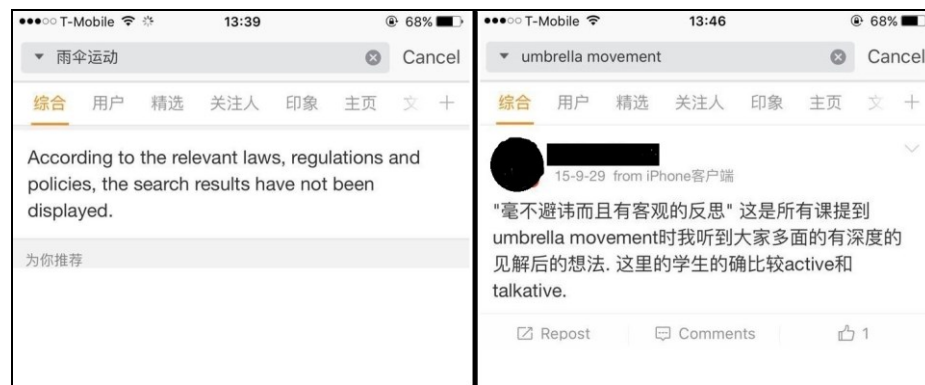 T-Mobile 13:39 68%
雨伞运动 Cancel
综合 用户 精选 关注人 印象 主页 文 +
According to the relevant laws, regulations and
policies, the search results have not been
displayed.
为你推荐
T-Mobile 13:46 68%
umbrella movement Cancel
综合 用户 精选 关注人 印象 主页 文 +
15-9-29 from iPhone客户端
"毫不避讳而且有客观的反思" 这是所有课提到
umbrella movement时我听到大家多面的有深度的
见解后的想法. 这里的学生的确比较active和
talkative.
Repost Comments 1